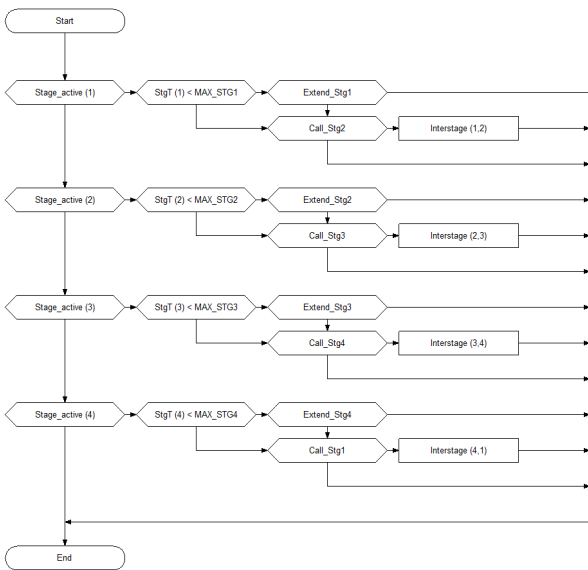 Start
Stage_active (1)
StgT (1) < MAX_STG1
Extend_Stg1
Call_Stg2
Interstage (1,2)
Stage_active (2)
StgT (2) < MAX_STG2
Extend_Stg2
Call_Stg3
Interstage (2,3)
Stage_active (3)
StgT (3) < MAX_STG3
Extend_Stg3
Call_Stg4
Interstage (3,4)
Stage_active (4)
StgT (4) < MAX_STG4
Extend_Stg4
Call_Stg1
Interstage (4,1)
End